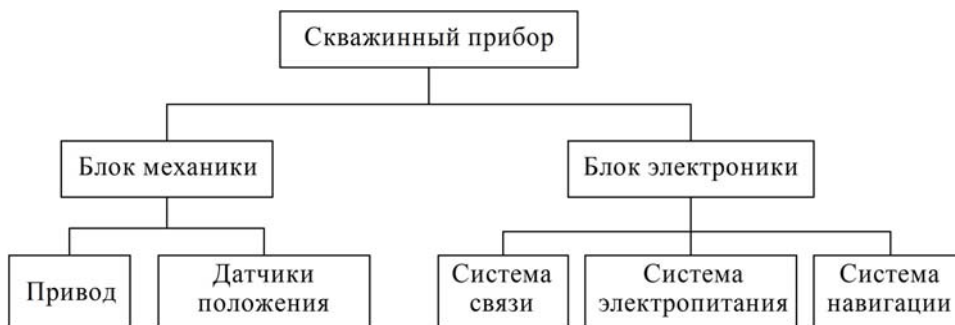 Скважинный прибор
Блок механики
Блок электроники
Привод
Датчики
положения
Система
связи
Система
электропитания
Система
навигации